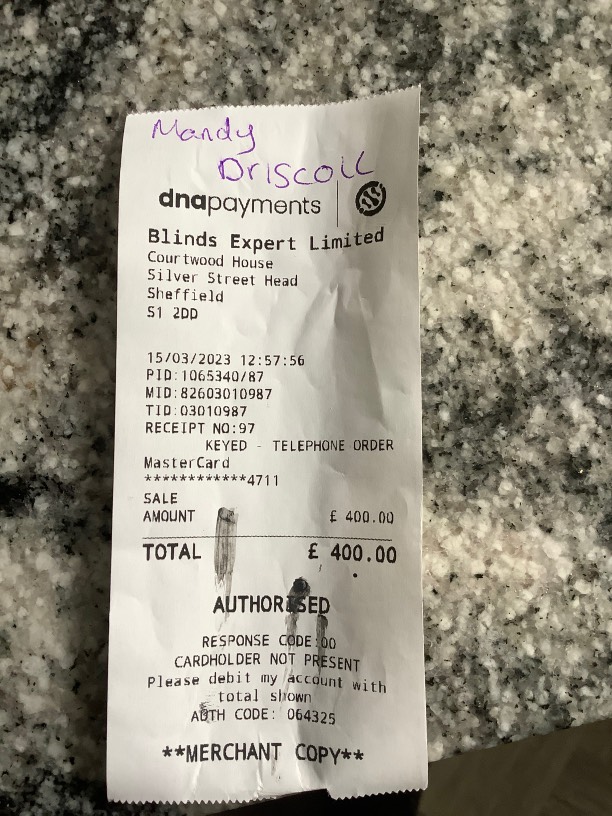 Mandy
Driscoll
dnapayments
Blinds Expert Limited
Courtwood House
Silver Street Head
Sheffield
S1 2DD
15/03/2023 12:57:56
PID:1065340/87
MID:82603010987
TID:03010987
RECEIPT NO:97
KEYED - TELEPHONE ORDER
MasterCard
************4711
SALE
AMOUNT £ 400.00
TOTAL £ 400.00
AUTHORISED
RESPONSE CODE:00
CARDHOLDER NOT PRESENT
Please debit my account with
total shown
AUTH CODE: 064325
**MERCHANT COPY**